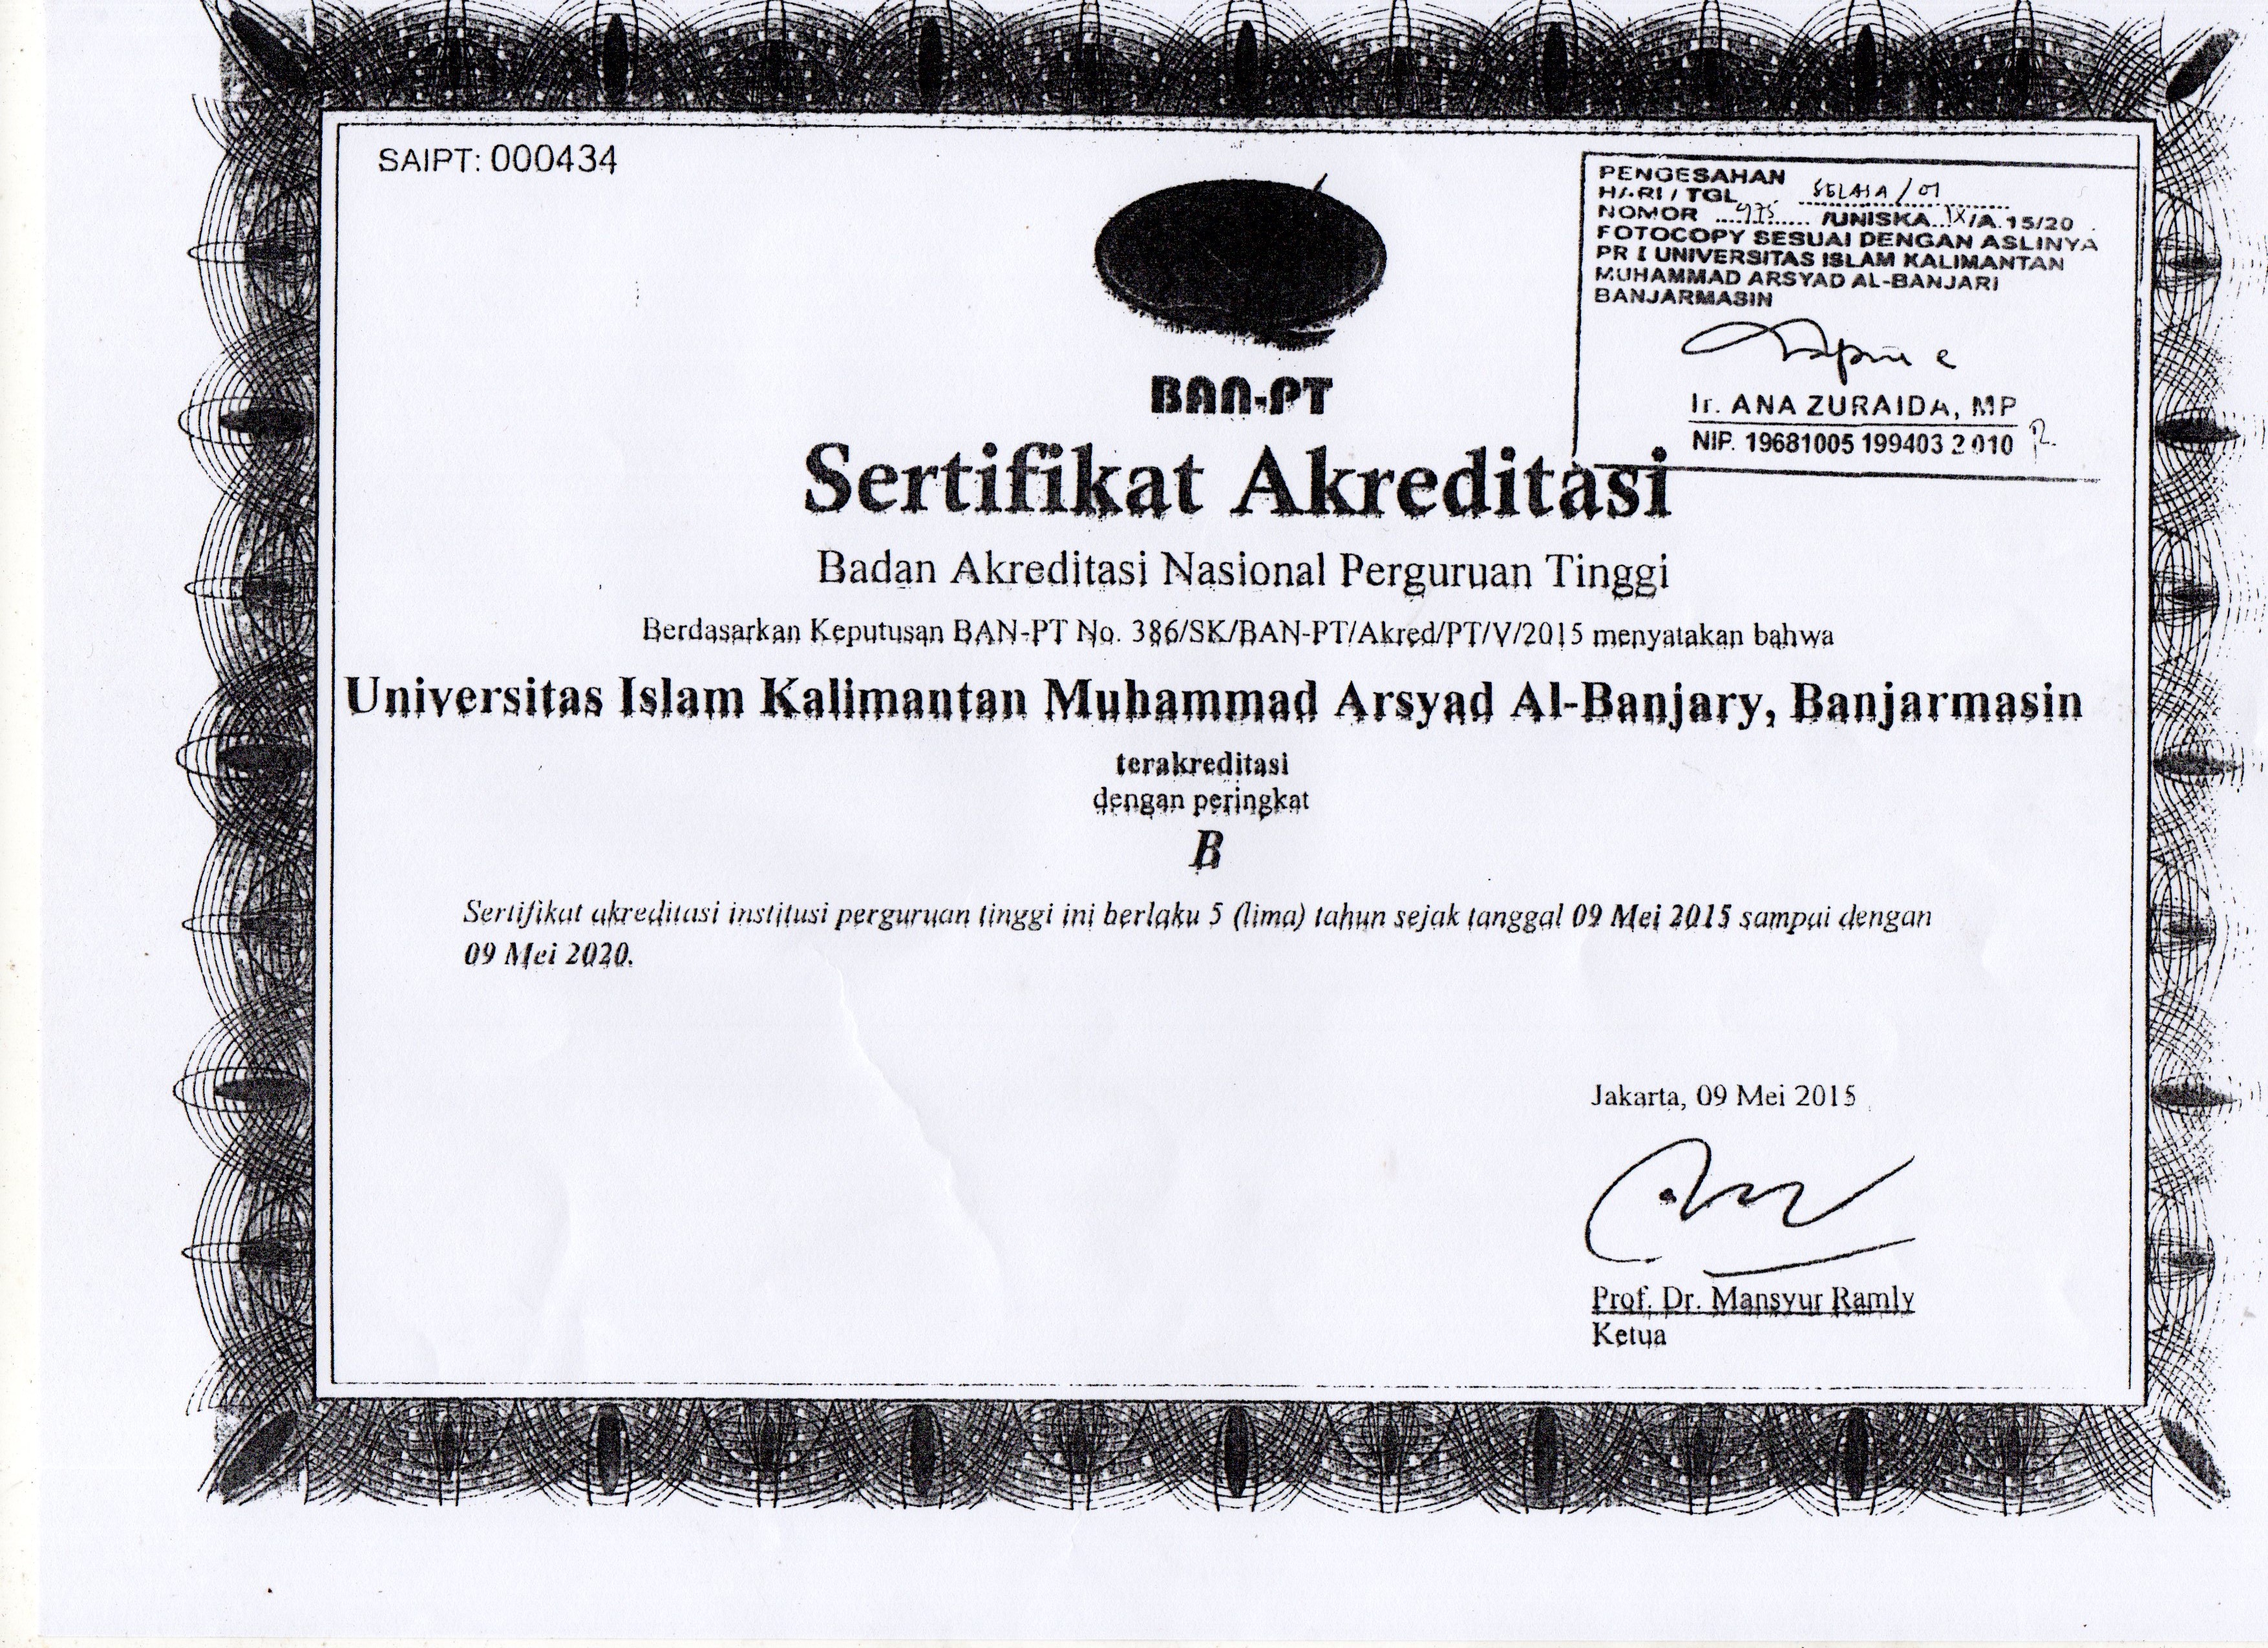 SAIPT: 000434
PENGESAHAN
HARI / TGL SELASA / 01
NOMOR 975 /UNISKA IX/A.15/20
FOTOCOPY SESUAI DENGAN ASLINYA
PR I UNIVERSITAS ISLAM KALIMANTAN
MUHAMMAD ARSYAD AL-BANJARI
BANJARMASIN
Ir. ANA ZURAIDA, MP
NIP. 19681005 199403 2 010
BAN-PT
Sertifikat Akreditasi
Badan Akreditasi Nasional Perguruan Tinggi
Berdasarkan Keputusan BAN-PT No. 386/SK/BAN-PT/Akred/PT/V/2015 menyatakan bahwa
Universitas Islam Kalimantan Muhammad Arsyad Al-Banjary, Banjarmasin
terakreditasi
dengan peringkat
B
Sertifikat akreditasi institusi perguruan tinggi ini berlaku 5 (lima) tahun sejak tanggal 09 Mei 2015 sampai dengan
09 Mei 2020.
Jakarta, 09 Mei 2015
Prof. Dr. Mansyur Ramly
Ketua